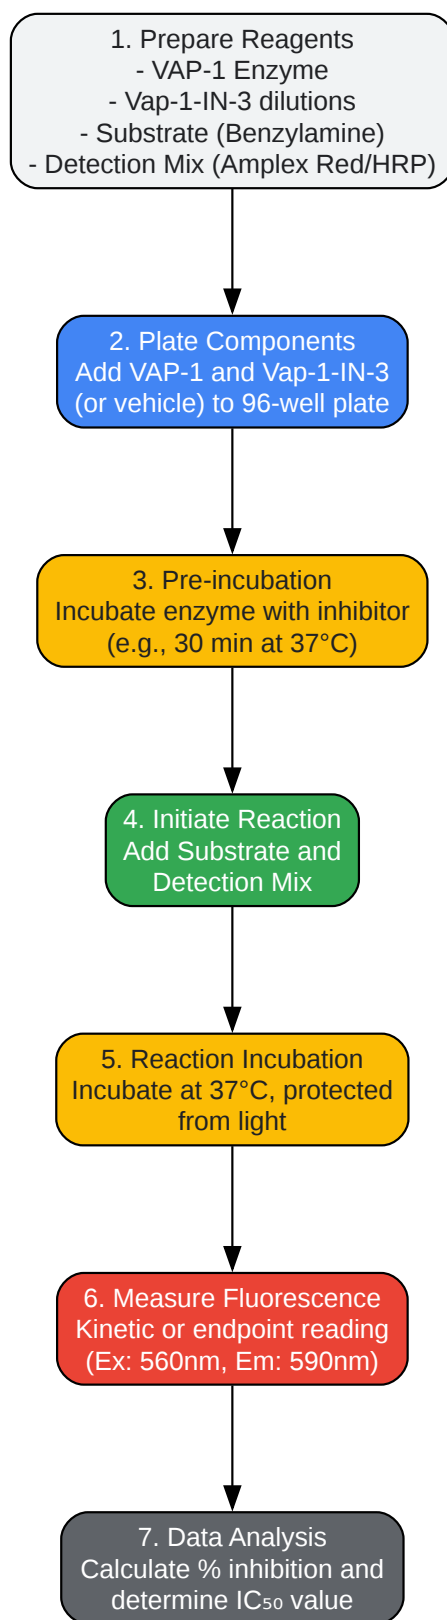 1. Prepare Reagents
- VAP-1 Enzyme
- Vap-1-IN-3 dilutions
- Substrate (Benzylamine)
- Detection Mix (Amplex Red/HRP)
2. Plate Components
Add VAP-1 and Vap-1-IN-3
(or vehicle) to 96-well plate
3. Pre-incubation
Incubate enzyme with inhibitor
(e.g., 30 min at 37°C)
4. Initiate Reaction
Add Substrate and
Detection Mix
5. Reaction Incubation
Incubate at 37°C, protected
from light
6. Measure Fluorescence
Kinetic or endpoint reading
(Ex: 560nm, Em: 590nm)
7. Data Analysis
Calculate % inhibition and
determine IC₅₀ value